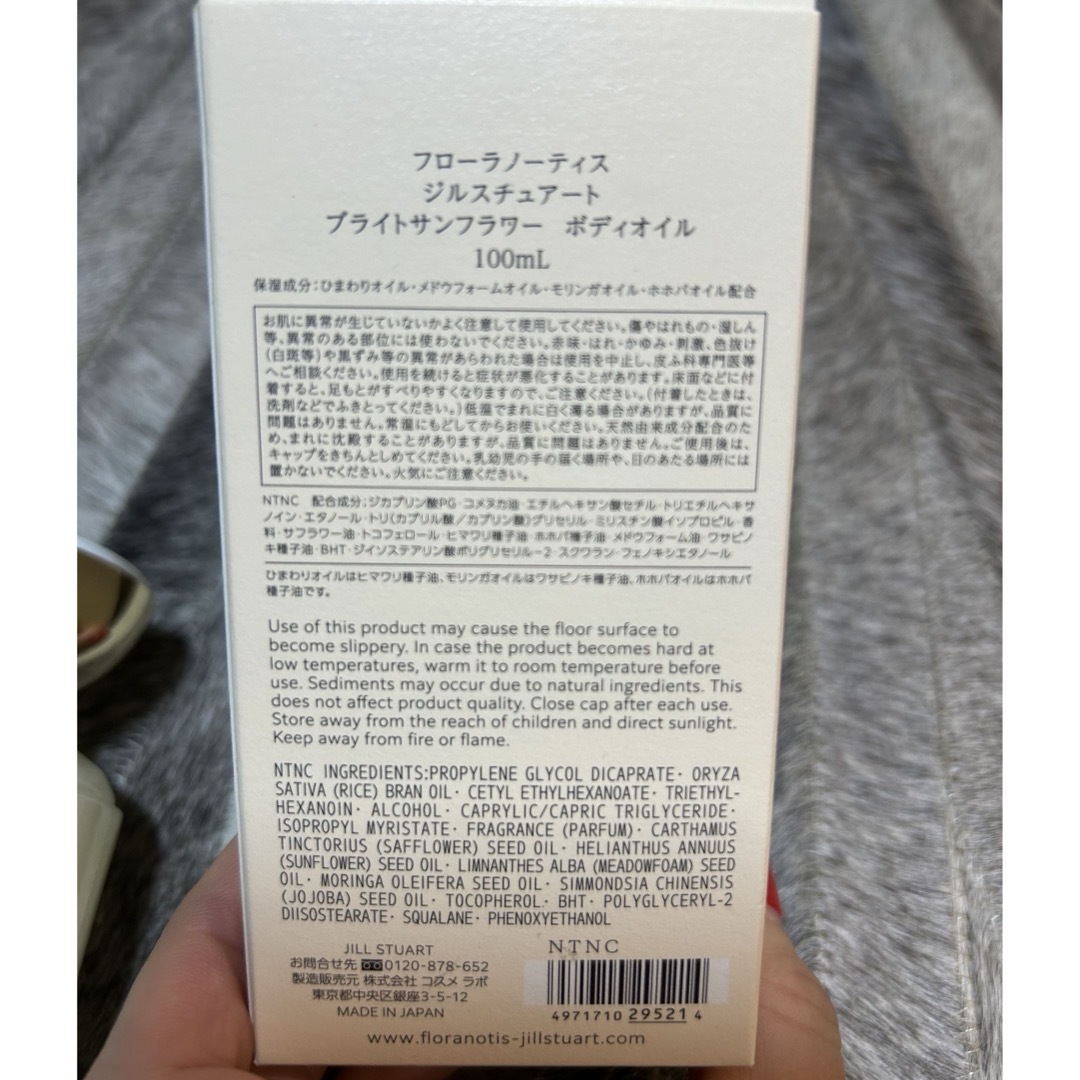 フローラノーティス
ジルスチュアート
ブライトサンフラワー ボディオイル
100mL
保湿成分：ひまわりオイル・メドウフォームオイル・モリンガオイル・ホホバオイル配合
お肌に異常が生じていないかよく注意して使用してください。傷やはれもの・湿しん
等、異常のある部位には使わないでください。赤味・はれ・かゆみ・刺激、色抜け
（白斑等）や黒ずみ等の異常があらわれた場合は使用を中止し、皮ふ科専門医等
へご相談ください。使用を続けると症状が悪化することがあります。床面などに付
着すると、足もとがすべりやすくなりますので、ご注意ください。（付着したときは、
洗剤などでふきとってください。）低温でまれに白く濁る場合がありますが、品質に
問題はありません。常温にもどしてからお使いください。天然由来成分配合のた
め、まれに沈殿することがありますが、品質に問題はありません。ご使用後は、
キャップをきちんとしめてください。乳幼児の手の届く場所や、日のあたる場所には
置かないでください。火気にご注意ください。
NTNC 配合成分：ジカプリン酸PG・コメヌカ油・エチルヘキサン酸セチル・トリエチルヘキサ
ノイン・エタノール・トリ（カプリル酸／カプリン酸）グリセリル・ミリスチン酸イソプロピル・香
料・サフラワー油・トコフェロール・ヒマワリ種子油・ホホバ種子油・メドウフォーム油・ワサビノ
キ種子油・BHT・ジイソステアリン酸ポリグリセリル－2・スクワラン・フェノキシエタノール
ひまわりオイルはヒマワリ種子油、モリンガオイルはワサビノキ種子油、ホホバオイルはホホバ
種子油です。
Use of this product may cause the floor surface to
become slippery. In case the product becomes hard at
low temperatures, warm it to room temperature before
use. Sediments may occur due to natural ingredients. This
does not affect product quality. Close cap after each use.
Store away from the reach of children and direct sunlight.
Keep away from fire or flame.
NTNC INGREDIENTS:PROPYLENE GLYCOL DICAPRATE・ ORYZA
SATIVA (RICE) BRAN OIL・ CETYL ETHYLHEXANOATE・ TRIETHYL-
HEXANOIN・ ALCOHOL・ CAPRYLIC/CAPRIC TRIGLYCERIDE・
ISOPROPYL MYRISTATE・ FRAGRANCE (PARFUM)・ CARTHAMUS
TINCTORIUS (SAFFLOWER) SEED OIL・ HELIANTHUS ANNUUS
(SUNFLOWER) SEED OIL・ LIMNANTHES ALBA (MEADOWFOAM) SEED
OIL・ MORINGA OLEIFERA SEED OIL・ SIMMONDSIA CHINENSIS
(JOJOBA) SEED OIL・ TOCOPHEROL・ BHT・ POLYGLYCERYL-2
DIISOSTEARATE・ SQUALANE・ PHENOXYETHANOL
JILL STUART
お問合せ先 0120-878-652
製造販売元 株式会社 コスメ ラボ
東京都中央区銀座3-5-12
MADE IN JAPAN
NTNC
4971710 29521 4
www.floranotis-jillstuart.com